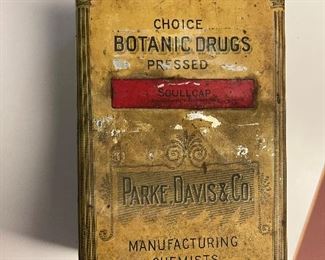 CHOICE
BOTANIC DRUGS
PRESSED
SCULLCAP
PARKE, DAVIS & CO.
MANUFACTURING
CHEMISTS